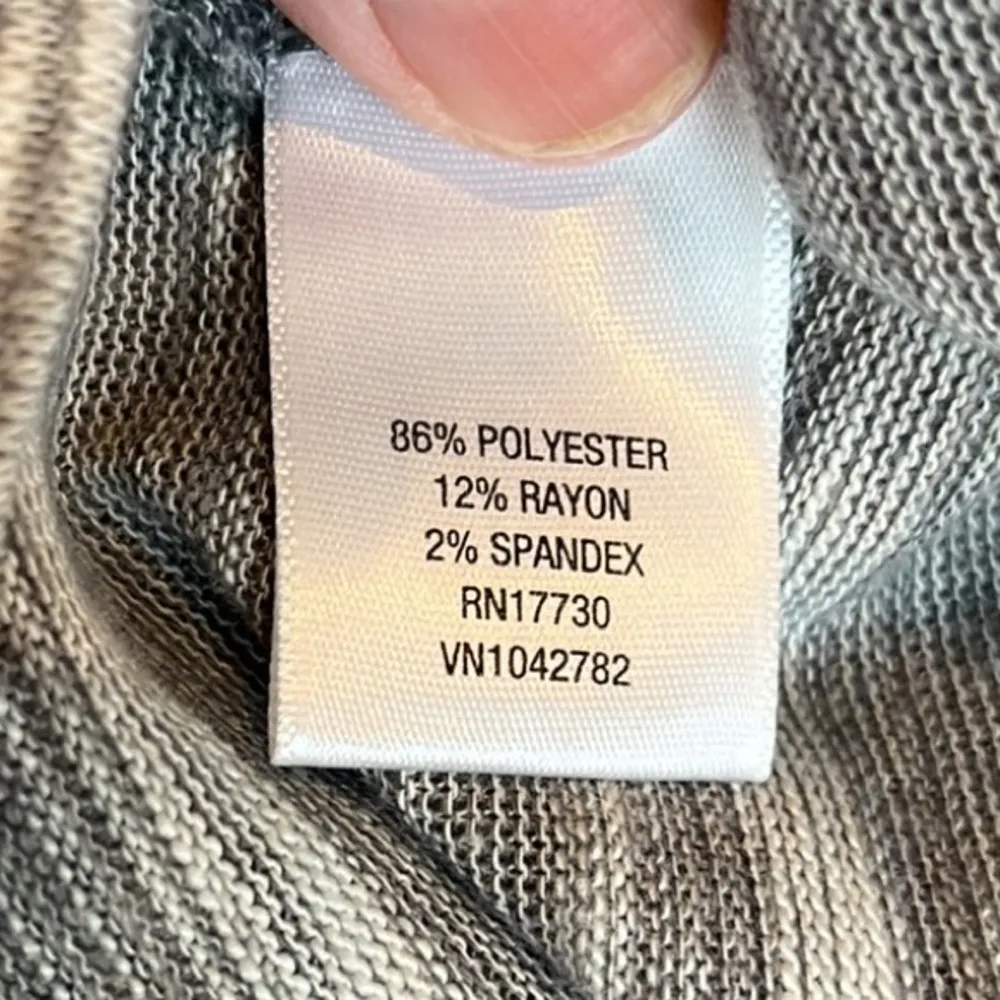 86% POLYESTER
12% RAYON
2% SPANDEX
RN17730
VN1042782